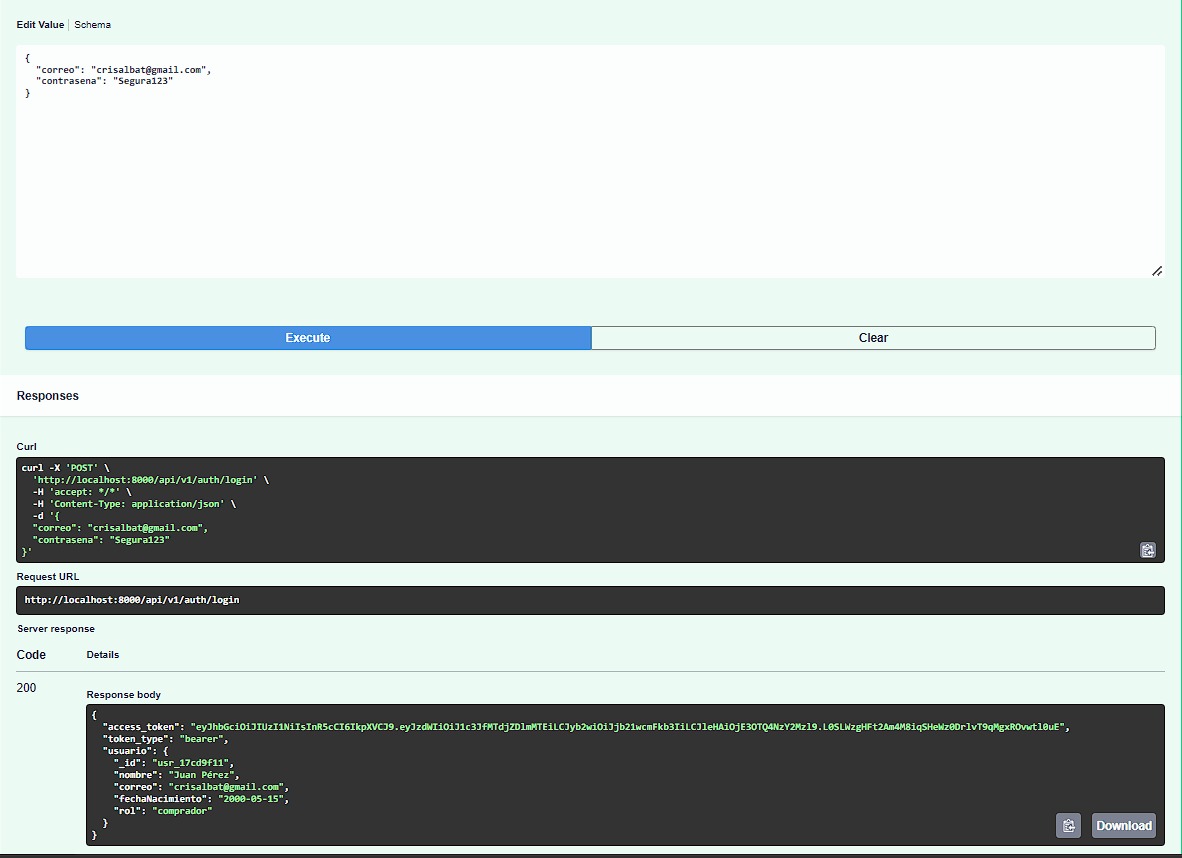 Edit Value | Schema
{
  "correo": "crisalbat@gmail.com",
  "contrasena": "Segura123"
}
Execute
Clear
Responses
Curl
curl -X 'POST' \
  'http://localhost:8000/api/v1/auth/login' \
  -H 'accept: */*' \
  -H 'Content-Type: application/json' \
  -d '{
  "correo": "crisalbat@gmail.com",
  "contrasena": "Segura123"
}'
Request URL
http://localhost:8000/api/v1/auth/login
Server response
Code Details
200
Response body
{
  "access_token": "eyJhbGciOiJIUzI1NiIsInR5cCI6IkpXVCJ9.eyJzdWIiOiJ1c3JfMTdjZDlmMTEiLCJyb2wiOiJjb21wcmFkb3IiLCJleHAiOjE3OTQ4NzY2Mzl9.L0SLWzgHFt2Am4M8iqSHeWz0DrlvT9qMgxROvwtl0uE",
  "token_type": "bearer",
  "usuario": {
    "_id": "usr_17cd9f11",
    "nombre": "Juan Pérez",
    "correo": "crisalbat@gmail.com",
    "fechaNacimiento": "2000-05-15",
    "rol": "comprador"
  }
}
Download